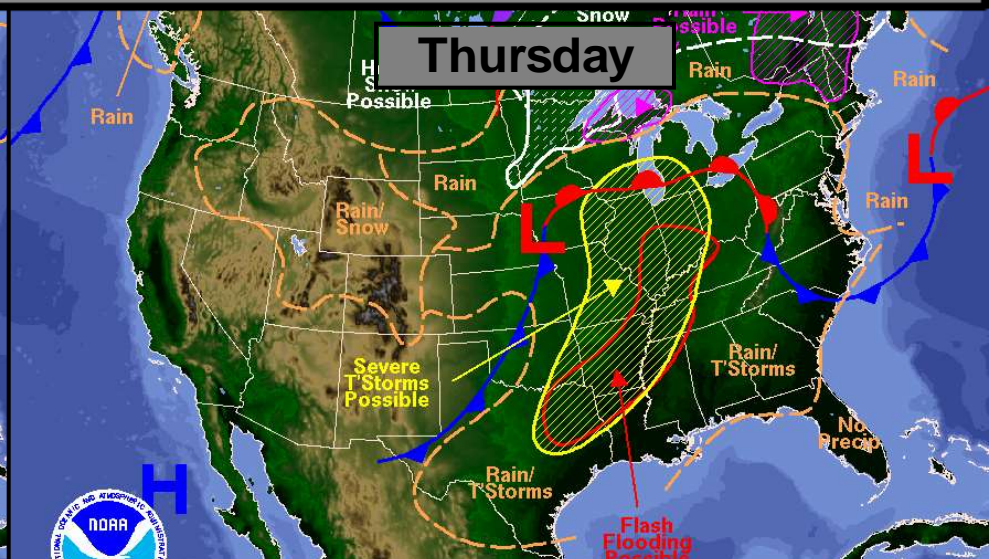 Snow
Possible
Thursday
Possible
Rain
Rain
Rain
Rain
Rain/
Snow
Rain
L
L
Severe
T'Storms
Possible
Rain/
T'Storms
No
Precip
Rain/
T'Storms
H
NOAA
Flash
Flooding
Possible